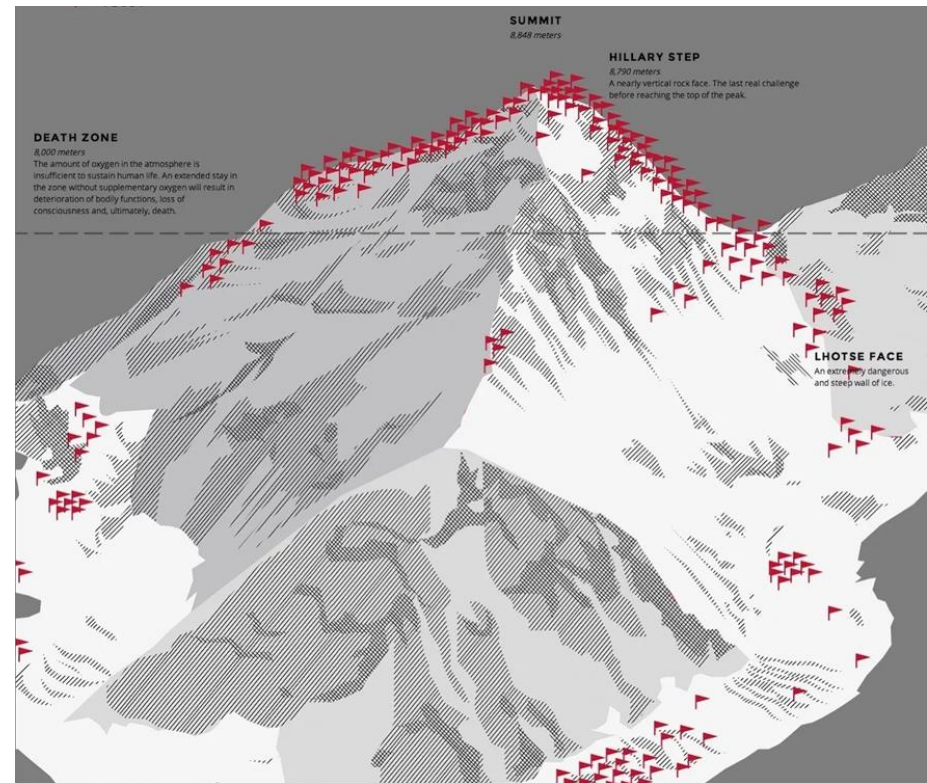 SUMMIT
8,848 meters
HILLARY STEP
8,790 meters
A nearly vertical rock face. The last real challenge
before reaching the top of the peak.
DEATH ZONE
8,000 meters
The amount of oxygen in the atmosphere is
insufficient to sustain human life. An extended stay in
the zone without supplementary oxygen will result in
deterioration of bodily functions, loss of
consciousness and, ultimately, death.
LHOTSE FACE
An extremely dangerous
and steep wall of ice.